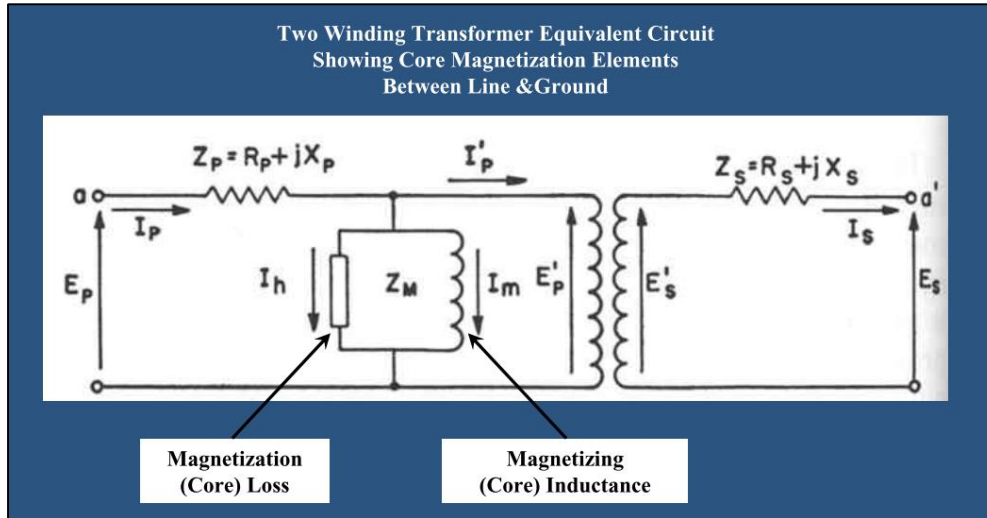 Two Winding Transformer Equivalent Circuit
Showing Core Magnetization Elements
Between Line &Ground
Z_P = R_P + jX_P
I'_P
Z_S = R_S + jX_S
a
a'
I_P
I_S
E_P
I_h
Z_M
I_m
E'_P
E'_S
E_S
Magnetization
(Core) Loss
Magnetizing
(Core) Inductance